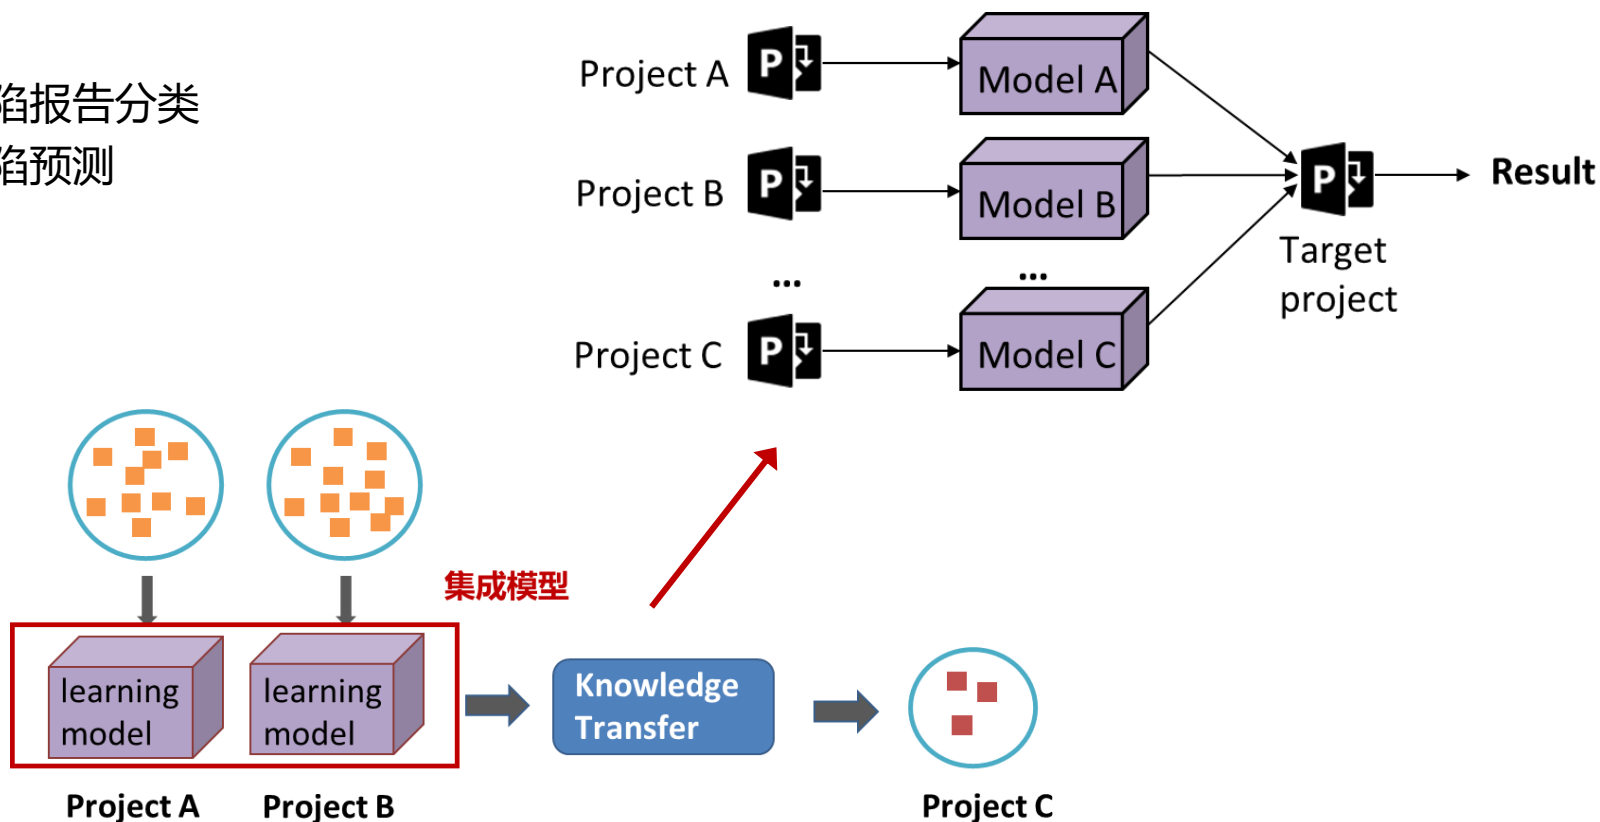 陷报告分类
陷预测
Project A
Model A
Project B
Model B
Result
Target
project
...
...
Project C
Model C
集成模型
learning
model
learning
model
Knowledge
Transfer
Project A
Project B
Project C